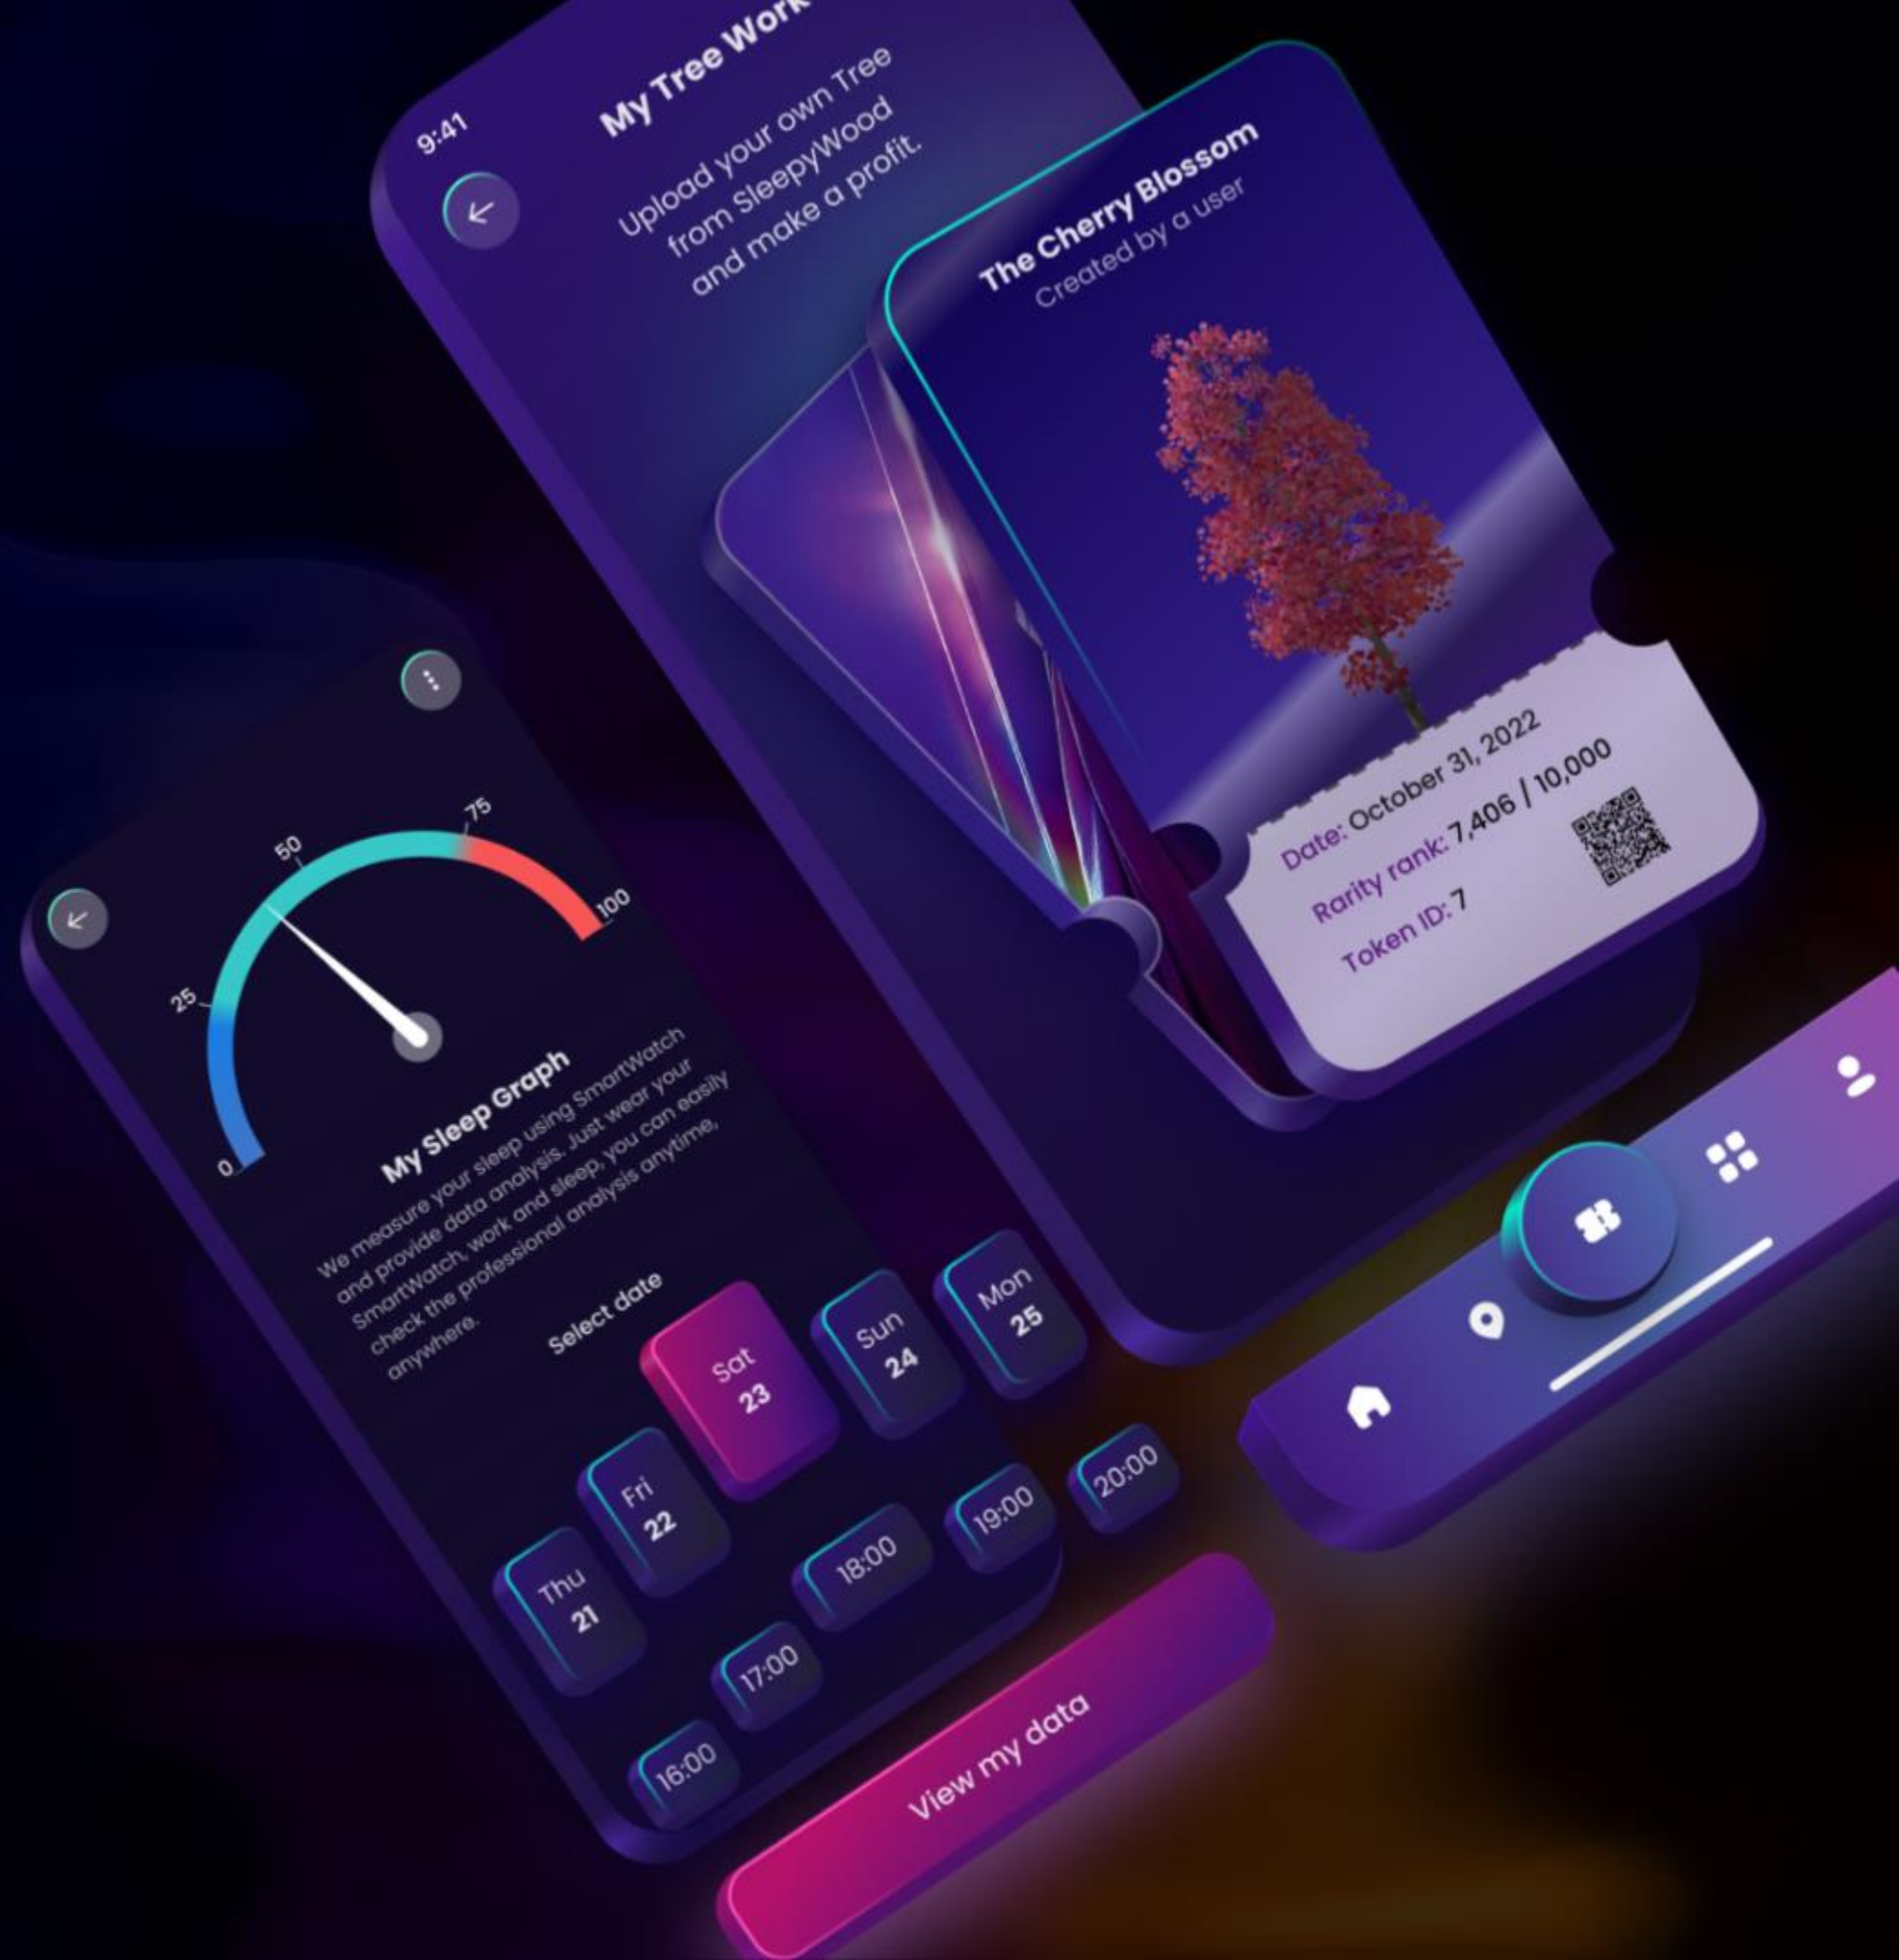 9:41
My Tree Work
Upload your own Tree
from SleepyWood
and make a profit.
The Cherry Blossom
Created by a user
Date: October 31, 2022
Rarity rank: 7,406 / 10,000
Token ID: 7
0
25
50
75
100
My Sleep Graph
We measure your sleep using SmartWatch
and provide data analysis. Just wear your
SmartWatch, work and sleep, you can easily
check the professional analysis anytime,
anywhere.
Select date
Thu
21
Fri
22
Sat
23
Sun
24
Mon
25
16:00
17:00
18:00
19:00
20:00
View my data